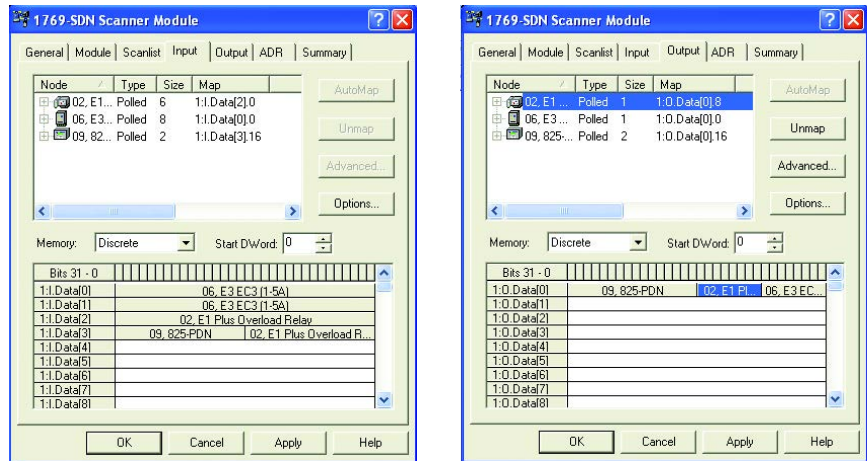 1769-SDN Scanner Module
General Module Scanlist Input Output ADR Summary
Node Type Size Map
02, E1... Polled 6 1:I.Data[2].0
06, E3... Polled 8 1:I.Data[0].0
09, 82... Polled 2 1:I.Data[3].16
AutoMap
Unmap
Advanced...
Options...
Memory: Discrete Start DWord: 0
Bits 31 - 0
1:I.Data[0] 06, E3 EC3 (1-5A)
1:I.Data[1] 06, E3 EC3 (1-5A)
1:I.Data[2] 02, E1 Plus Overload Relay
1:I.Data[3] 09, 825-PDN 02, E1 Plus Overload R...
1:I.Data[4]
1:I.Data[5]
1:I.Data[6]
1:I.Data[7]
1:I.Data[8]
OK Cancel Apply Help
1769-SDN Scanner Module
General Module Scanlist Input Output ADR Summary
Node Type Size Map
02, E1 ... Polled 1 1:O.Data[0].8
06, E3 ... Polled 1 1:O.Data[0].0
09, 825-... Polled 2 1:O.Data[0].16
AutoMap
Unmap
Advanced...
Options...
Memory: Discrete Start DWord: 0
Bits 31 - 0
1:O.Data[0] 09, 825-PDN 02, E1 Pl... 06, E3 EC...
1:O.Data[1]
1:O.Data[2]
1:O.Data[3]
1:O.Data[4]
1:O.Data[5]
1:O.Data[6]
1:O.Data[7]
1:O.Data[8]
OK Cancel Apply Help